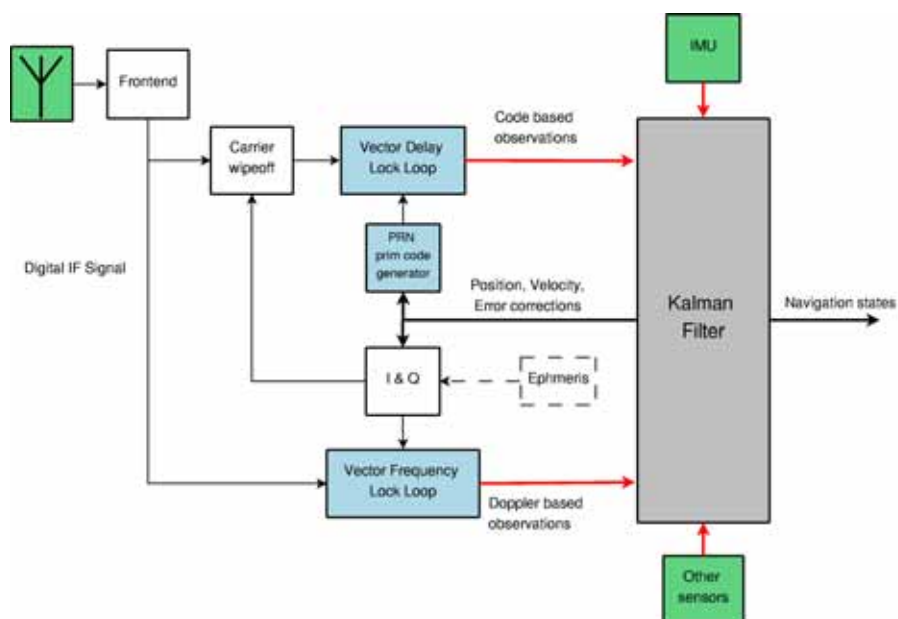 IMU
Frontend
Code based
observations
Carrier
wipeoff
Vector Delay
Lock Loop
PRN
prim code
generator
Digital IF Signal
Position, Velocity,
Error corrections
Kalman
Filter
Navigation states
I & Q
Ephmeris
Vector Frequency
Lock Loop
Doppler based
observations
Other
sensors